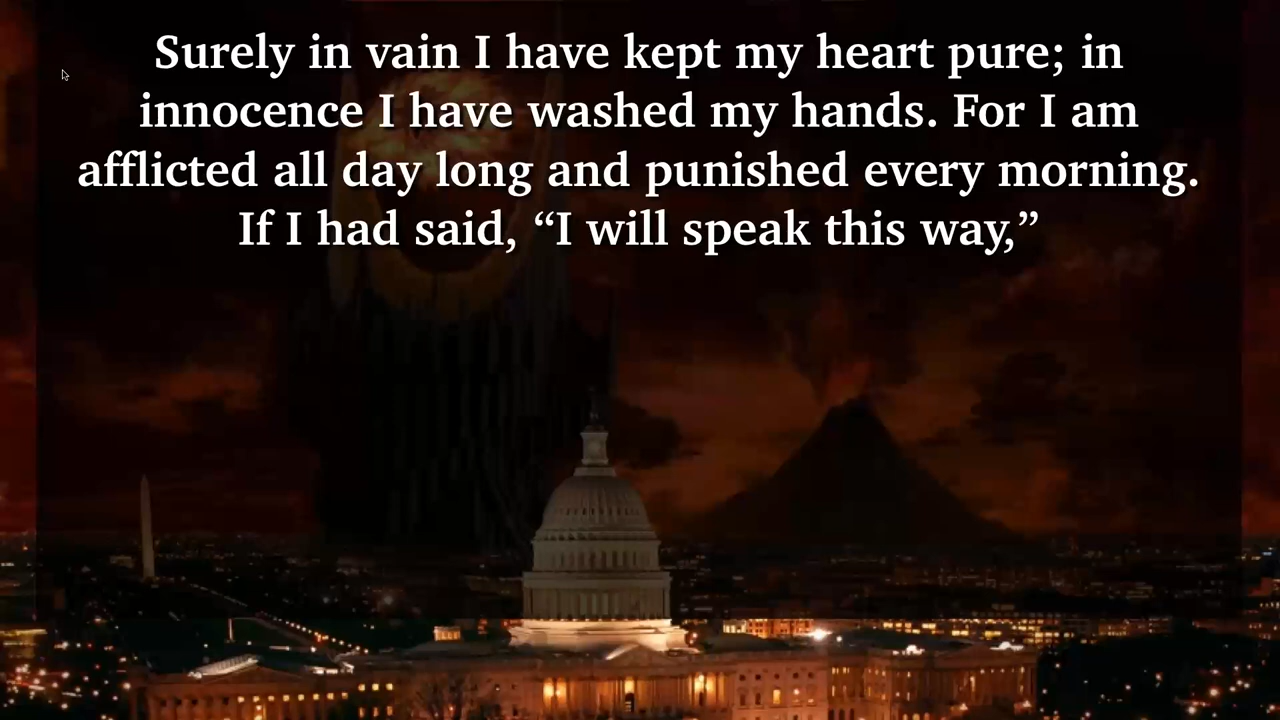 Surely in vain I have kept my heart pure; in
innocence I have washed my hands. For I am
afflicted all day long and punished every morning.
If I had said, “I will speak this way,”